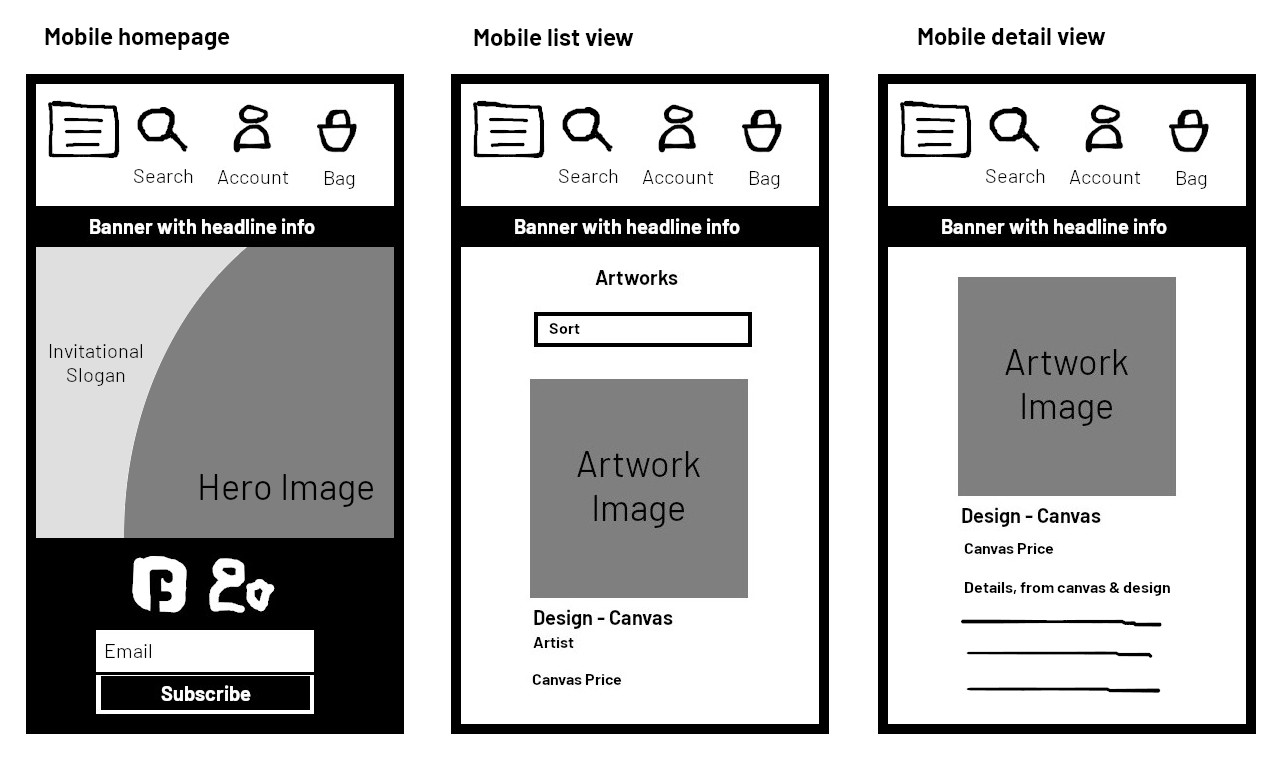 Mobile homepage
Search
Account
Bag
Banner with headline info
Invitational
Slogan
Hero Image
Email
Subscribe
Mobile list view
Search
Account
Bag
Banner with headline info
Artworks
Sort
Artwork
Image
Design - Canvas
Artist
Canvas Price
Mobile detail view
Search
Account
Bag
Banner with headline info
Artwork
Image
Design - Canvas
Canvas Price
Details, from canvas & design